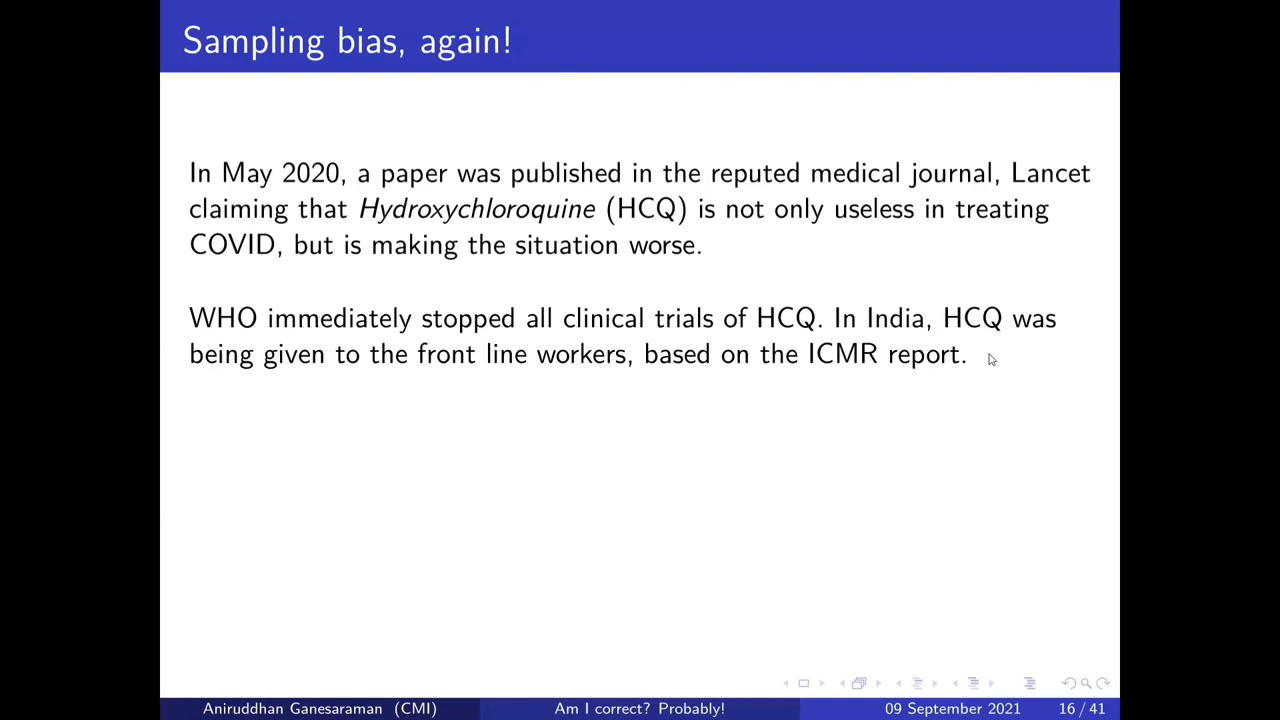 Sampling bias, again!
In May 2020, a paper was published in the reputed medical journal, Lancet
claiming that Hydroxychloroquine (HCQ) is not only useless in treating
COVID, but is making the situation worse.
WHO immediately stopped all clinical trials of HCQ. In India, HCQ was
being given to the front line workers, based on the ICMR report.
Aniruddhan Ganesaraman (CMI) Am I correct? Probably! 09 September 2021 16 / 41